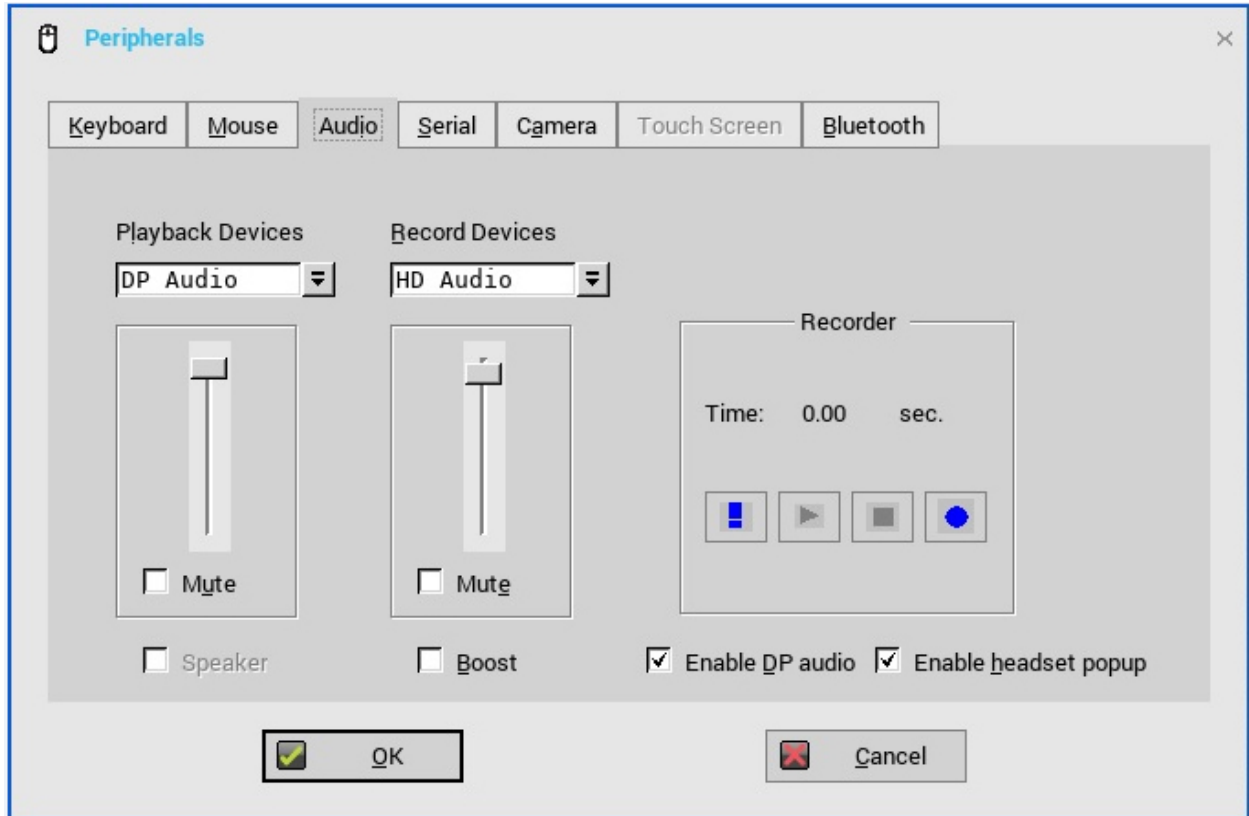 Peripherals
Keyboard Mouse Audio Serial Camera Touch Screen Bluetooth
Playback Devices Record Devices
DP Audio HD Audio
Recorder
Time: 0.00 sec.
Mute Mute
Speaker Boost Enable DP audio Enable headset popup
OK Cancel